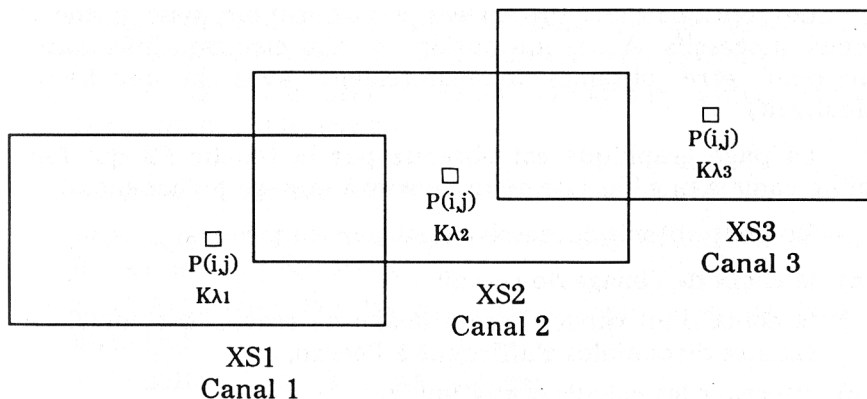 P(i,j)
Kλ1
XS1
Canal 1
P(i,j)
Kλ2
XS2
Canal 2
P(i,j)
Kλ3
XS3
Canal 3